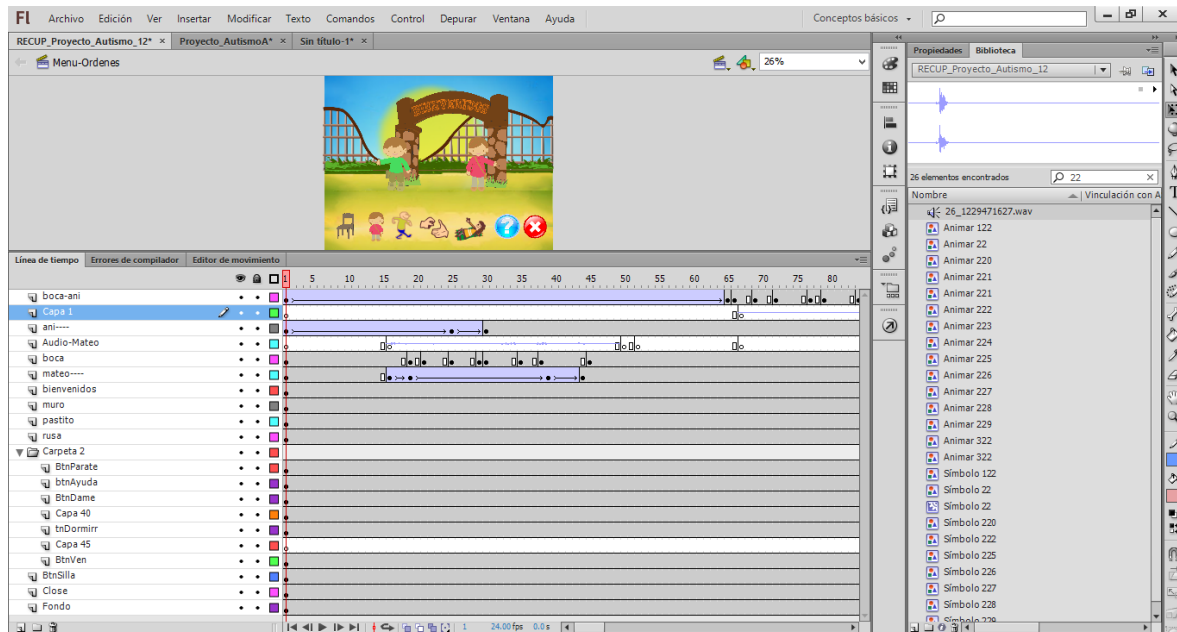 Fl Archivo Edición Ver Insertar Modificar Texto Comandos Control Depurar Ventana Ayuda Conceptos básicos
RECUP_Proyecto_Autismo_12* × Proyecto_AutismoA* × Sin título-1* ×
Menu-Ordenes 26%
BIENVENIDOS
Línea de tiempo Errores de compilador Editor de movimiento
1 5 10 15 20 25 30 35 40 45 50 55 60 65 70 75 80
boca-ani
Capa 1
ani----
Audio-Mateo
boca
mateo----
bienvenidos
muro
pastito
rusa
Carpeta 2
BtnParate
btnAyuda
BtnDame
Capa 40
tnDormirr
Capa 45
BtnVen
BtnSilla
Close
Fondo
1 24.00 fps 0.0 s
Propiedades Biblioteca
RECUP_Proyecto_Autismo_12
26 elementos encontrados 22
Nombre Vinculación con A
26_1229471627.wav
Animar 122
Animar 22
Animar 220
Animar 221
Animar 221
Animar 222
Animar 223
Animar 224
Animar 225
Animar 226
Animar 227
Animar 228
Animar 229
Animar 322
Animar 322
Símbolo 122
Símbolo 22
Símbolo 22
Símbolo 220
Símbolo 222
Símbolo 225
Símbolo 226
Símbolo 227
Símbolo 228
Símbolo 229